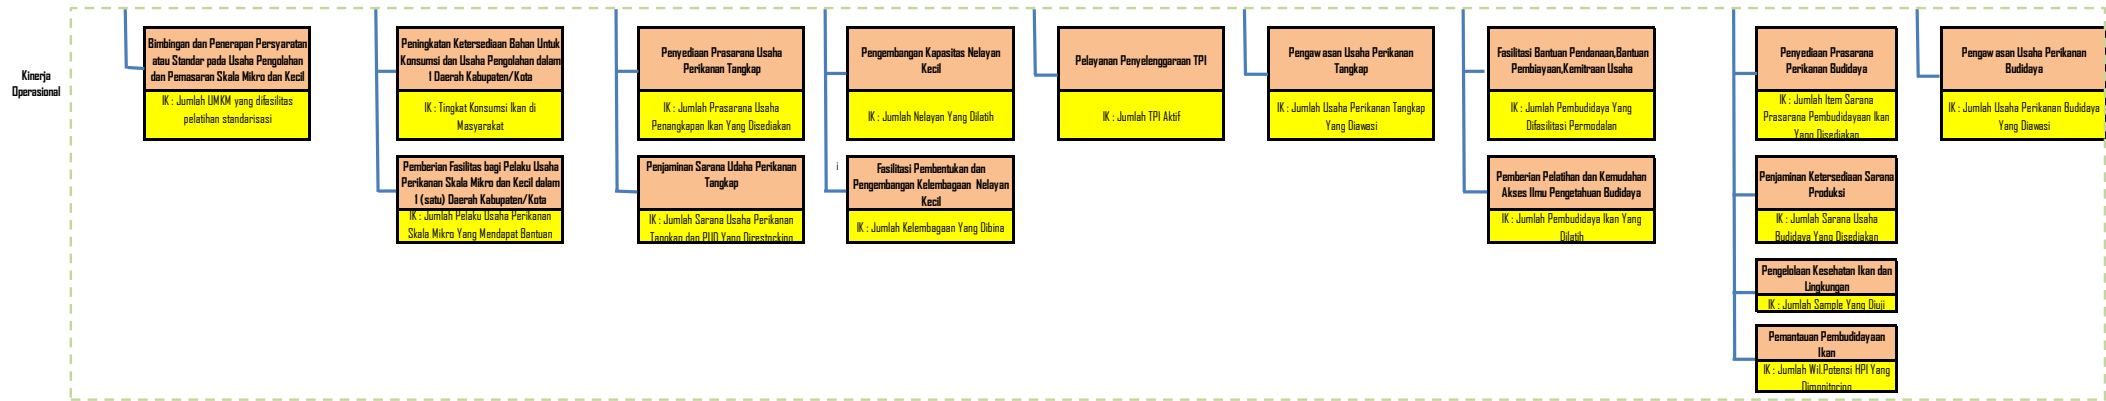 Kinerja
Operasional
Bimbingan dan Penerapan Persyaratan
atau Standar pada Usaha Pengolahan
dan Pemasaran Skala Mikro dan Kecil
IK : Jumlah UMKM yang difasilitas
pelatihan standarisasi
Peningkatan Ketersediaan Bahan Untuk
Konsumsi dan Usaha Pengolahan dalam
1 Daerah Kabupaten/Kota
IK : Tingkat Konsumsi Ikan di
Masyarakat
Pemberian Fasilitas bagi Pelaku Usaha
Perikanan Skala Mikro dan Kecil dalam
1 (satu) Daerah Kabupaten/Kota
IK : Jumlah Pelaku Usaha Perikanan
Skala Mikro Yang Mendapat Bantuan
Penyediaan Prasarana Usaha
Perikanan Tangkap
IK : Jumlah Prasarana Usaha
Penangkapan Ikan Yang Disediakan
Penjaminan Sarana Udaha Perikanan
Tangkap
IK : Jumlah Sarana Usaha Perikanan
Tangkap dan PUD Yang Direstocking
Pengembangan Kapasitas Nelayan
Kecil
IK : Jumlah Nelayan Yang Dilatih
i
Fasilitasi Pembentukan dan
Pengembangan Kelembagaan Nelayan
Kecil
IK : Jumlah Kelembagaan Yang Dibina
Pelayanan Penyelenggaraan TPI
IK : Jumlah TPI Aktif
Pengawasan Usaha Perikanan
Tangkap
IK : Jumlah Usaha Perikanan Tangkap
Yang Diawasi
Fasilitasi Bantuan Pendanaan,Bantuan
Pembiayaan,Kemitraan Usaha
IK : Jumlah Pembudidaya Yang
Difasilitasi Permodalan
Pemberian Pelatihan dan Kemudahan
Akses Ilmu Pengetahuan Budidaya
IK : Jumlah Pembudidaya Ikan Yang
Dilatih
Penyediaan Prasarana
Perikanan Budidaya
IK : Jumlah Item Sarana
Prasarana Pembudidayaan Ikan
Yang Disediakan
Penjaminan Ketersediaan Sarana
Produksi
IK : Jumlah Sarana Usaha
Budidaya Yang Disediakan
Pengelolaan Kesehatan Ikan dan
Lingkungan
IK : Jumlah Sample Yang Diuji
Pemantauan Pembudidayaan
Ikan
IK : Jumlah Wil.Potensi HPI Yang
Dimonitoring
Pengawasan Usaha Perikanan
Budidaya
IK : Jumlah Usaha Perikanan Budidaya
Yang Diawasi